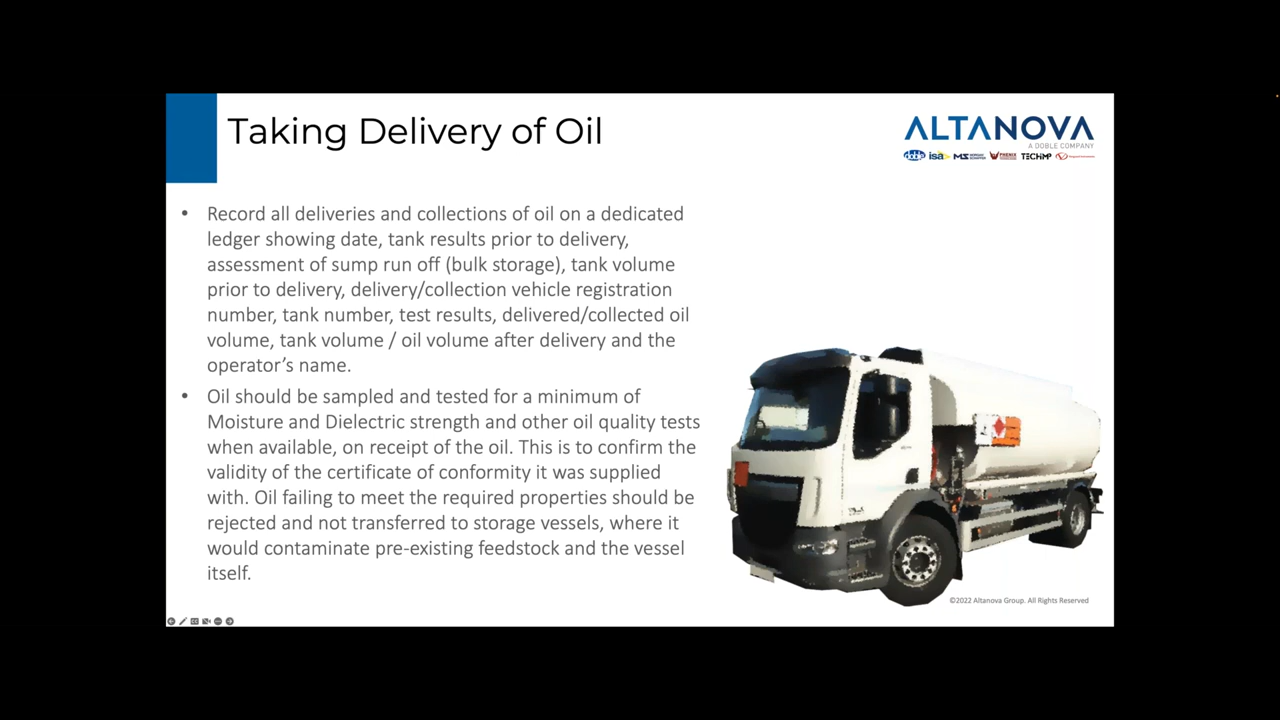 Taking Delivery of Oil
ALTANOVA
A DOBLE COMPANY
doble
isa
MORGAN SCHAFFER
PHENIX
TECHIMP
• Record all deliveries and collections of oil on a dedicated
ledger showing date, tank results prior to delivery,
assessment of sump run off (bulk storage), tank volume
prior to delivery, delivery/collection vehicle registration
number, tank number, test results, delivered/collected oil
volume, tank volume / oil volume after delivery and the
operator’s name.
• Oil should be sampled and tested for a minimum of
Moisture and Dielectric strength and other oil quality tests
when available, on receipt of the oil. This is to confirm the
validity of the certificate of conformity it was supplied
with. Oil failing to meet the required properties should be
rejected and not transferred to storage vessels, where it
would contaminate pre-existing feedstock and the vessel
itself.
©2022 Altanova Group. All Rights Reserved